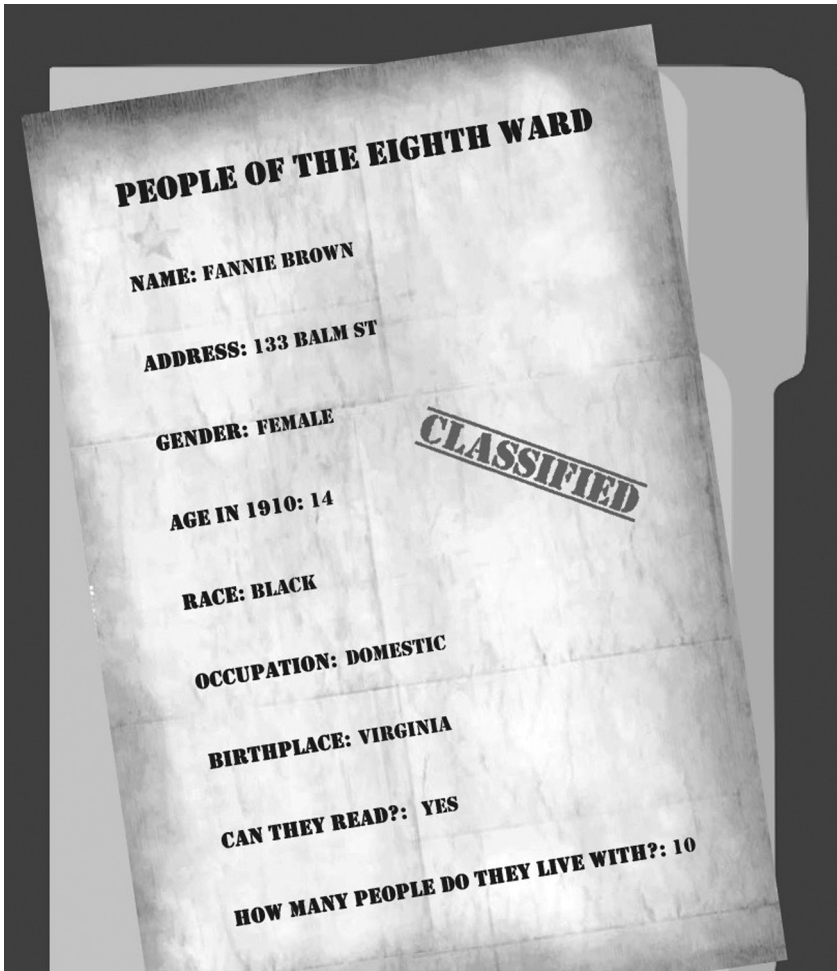 PEOPLE OF THE EIGHTH WARD
NAME: FANNIE BROWN
ADDRESS: 133 BALM ST
GENDER: FEMALE
CLASSIFIED
AGE IN 1910: 14
RACE: BLACK
OCCUPATION: DOMESTIC
BIRTHPLACE: VIRGINIA
CAN THEY READ?: YES
HOW MANY PEOPLE DO THEY LIVE WITH?: 10